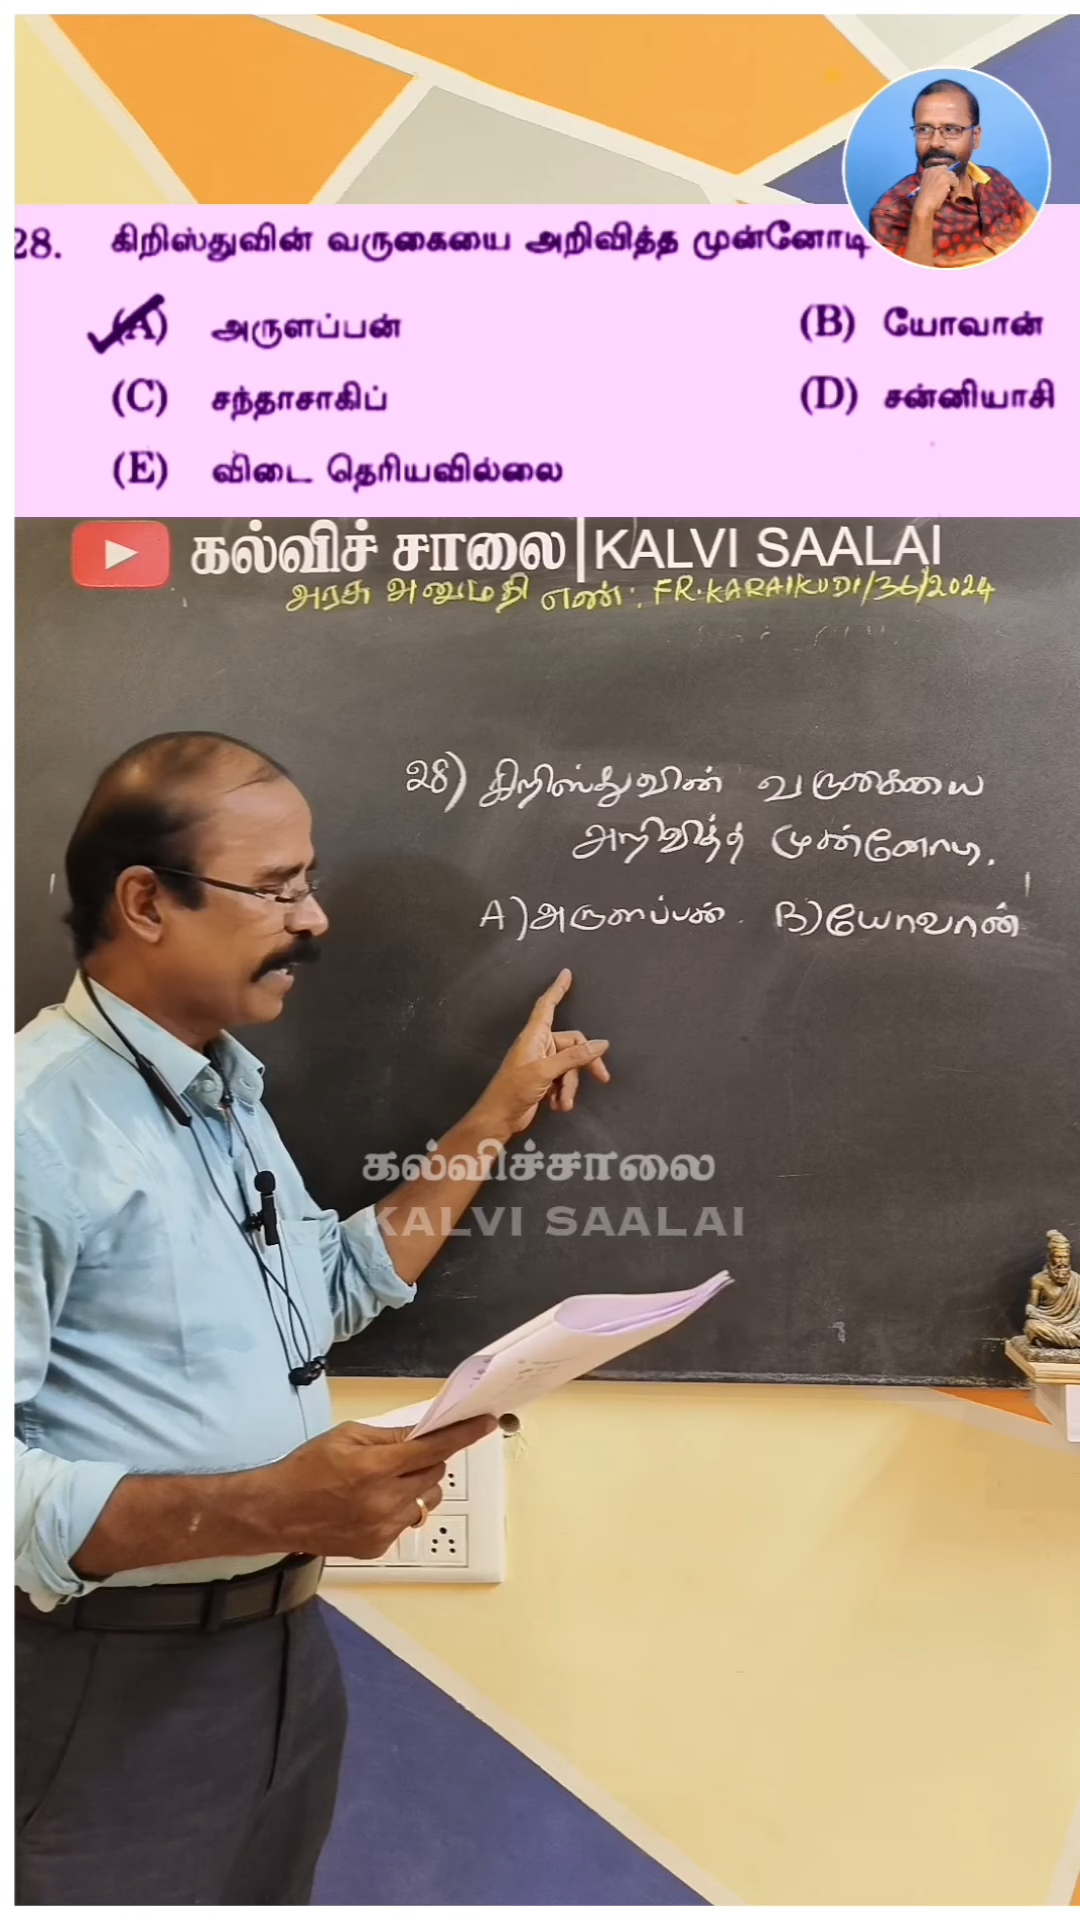 28. கிறிஸ்துவின் வருகையை அறிவித்த முன்னோடி
(A) அருளப்பன் (B) யோவான்
(C) சந்தாசாகிப் (D) சன்னியாசி
(E) விடை தெரியவில்லை
கல்விச் சாலை | KALVI SAALAI
அரசு அனுமதி எண் : FR.KARAIKUDI/36/2024
28) கிறிஸ்துவின் வருகையை
அறிவித்த முன்னோடி.
A) அருளப்பன். B) யோவான்
கல்விச்சாலை
KALVI SAALAI